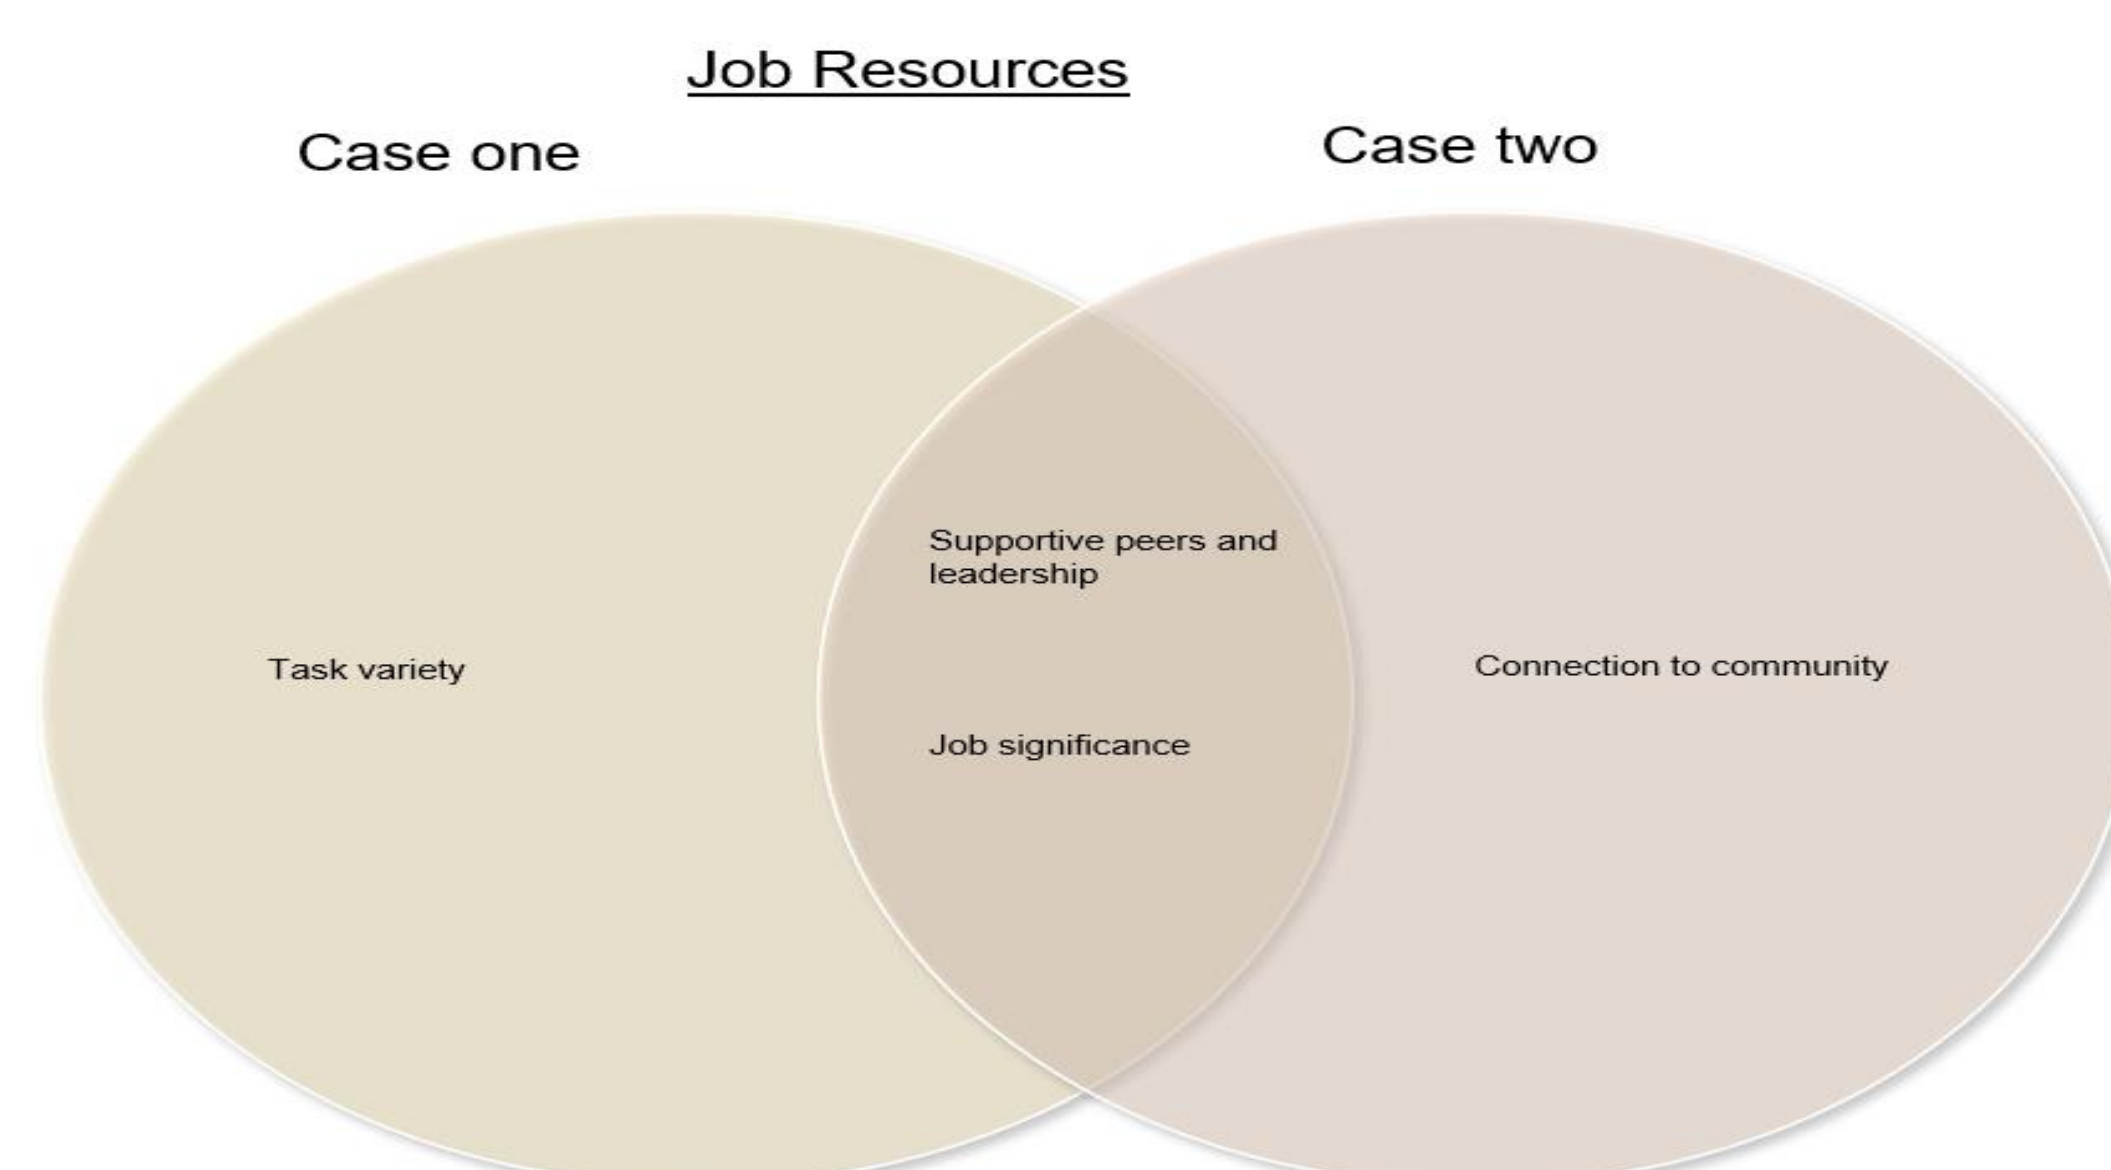 Job Resources
Case one
Case two
Supportive peers and
leadership
Task variety
Connection to community
Job significance